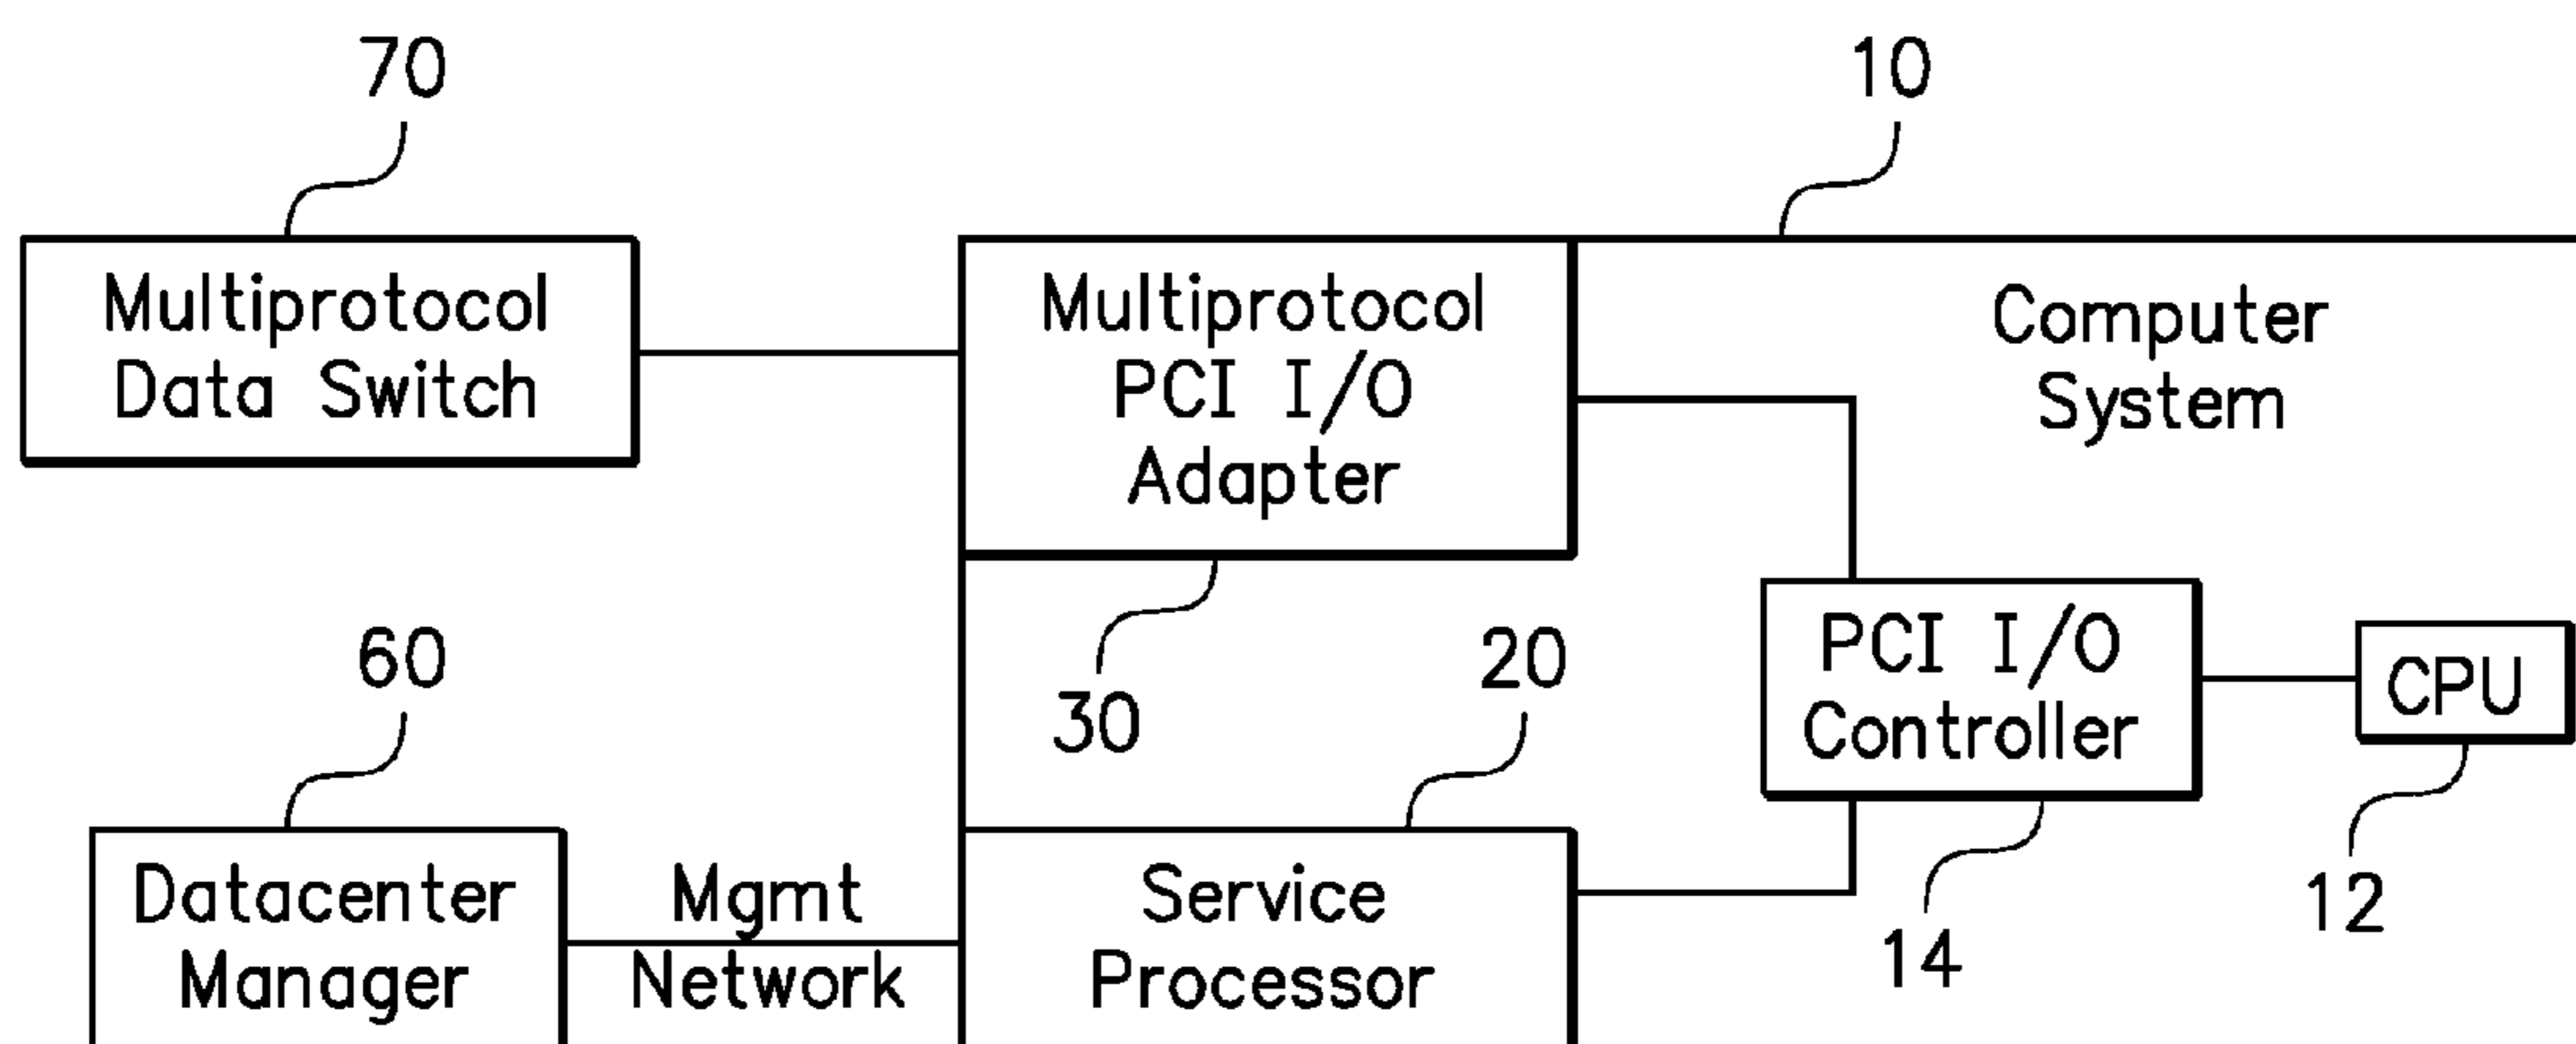 70
10
Multiprotocol
Data Switch
Multiprotocol
PCI I/O
Adapter
Computer
System
60
30
20
PCI I/O
Controller
CPU
Datacenter
Manager
Mgmt
Network
Service
Processor
14
12